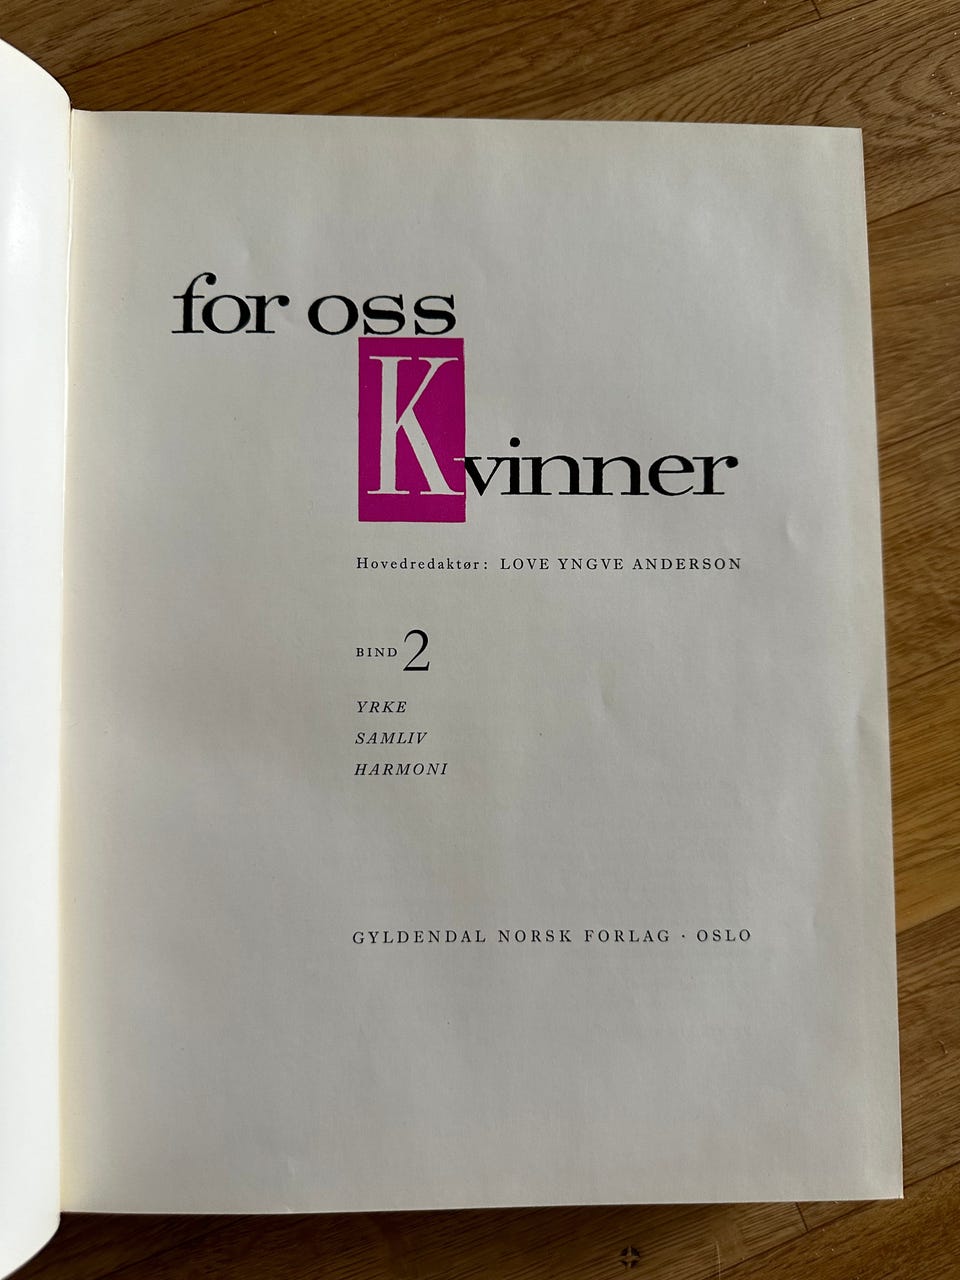 for oss
Kvinner
Hovedredaktør: LOVE YNGVE ANDERSON
BIND 2
YRKE
SAMLIV
HARMONI
GYLDENDAL NORSK FORLAG · OSLO